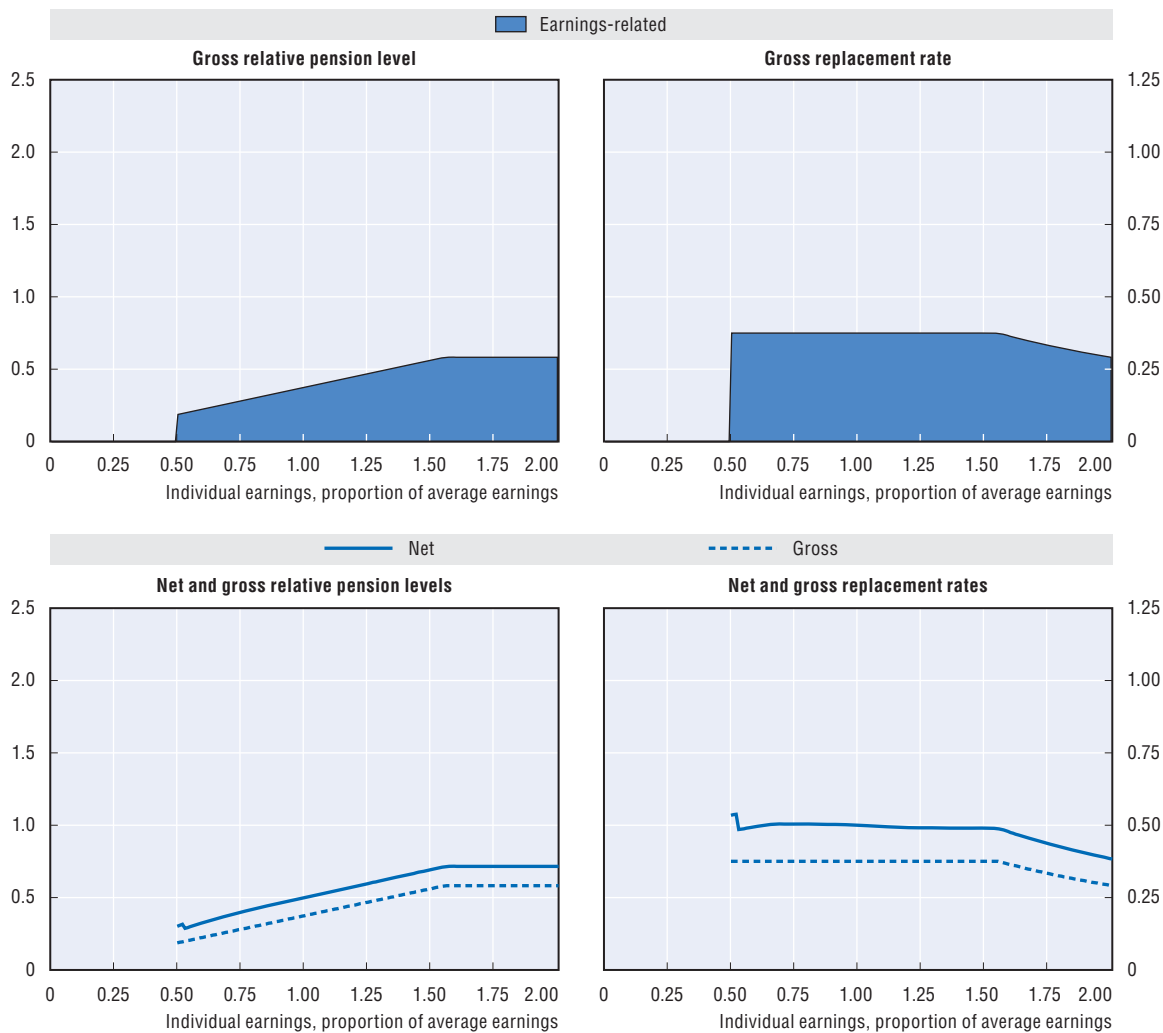 Earnings-related
Gross relative pension level
2.5
2.0
1.5
1.0
0.5
0
0 0.25 0.50 0.75 1.00 1.25 1.50 1.75 2.00
Individual earnings, proportion of average earnings
Gross replacement rate
1.25
1.00
0.75
0.50
0.25
0
0 0.25 0.50 0.75 1.00 1.25 1.50 1.75 2.00
Individual earnings, proportion of average earnings
Net Gross
Net and gross relative pension levels
2.5
2.0
1.5
1.0
0.5
0
0 0.25 0.50 0.75 1.00 1.25 1.50 1.75 2.00
Individual earnings, proportion of average earnings
Net and gross replacement rates
1.25
1.00
0.75
0.50
0.25
0
0 0.25 0.50 0.75 1.00 1.25 1.50 1.75 2.00
Individual earnings, proportion of average earnings